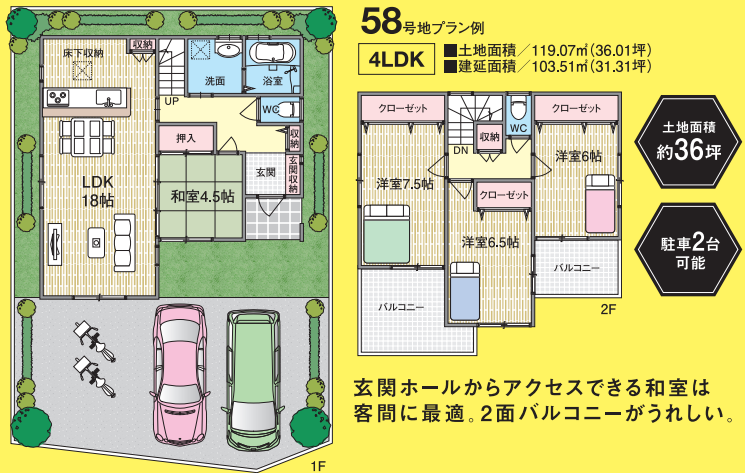 58号地プラン例
4LDK
■土地面積／119.07㎡(36.01坪)
■建延面積／103.51㎡(31.31坪)
土地面積
約36坪
駐車2台
可能
床下収納
収納
UP
洗面
浴室
WC
押入
収納
玄関
玄関収納
LDK
18帖
和室4.5帖
1F
クローゼット
DN
収納
WC
クローゼット
洋室7.5帖
洋室6帖
クローゼット
洋室6.5帖
バルコニー
バルコニー
2F
玄関ホールからアクセスできる和室は
客間に最適。2面バルコニーがうれしい。